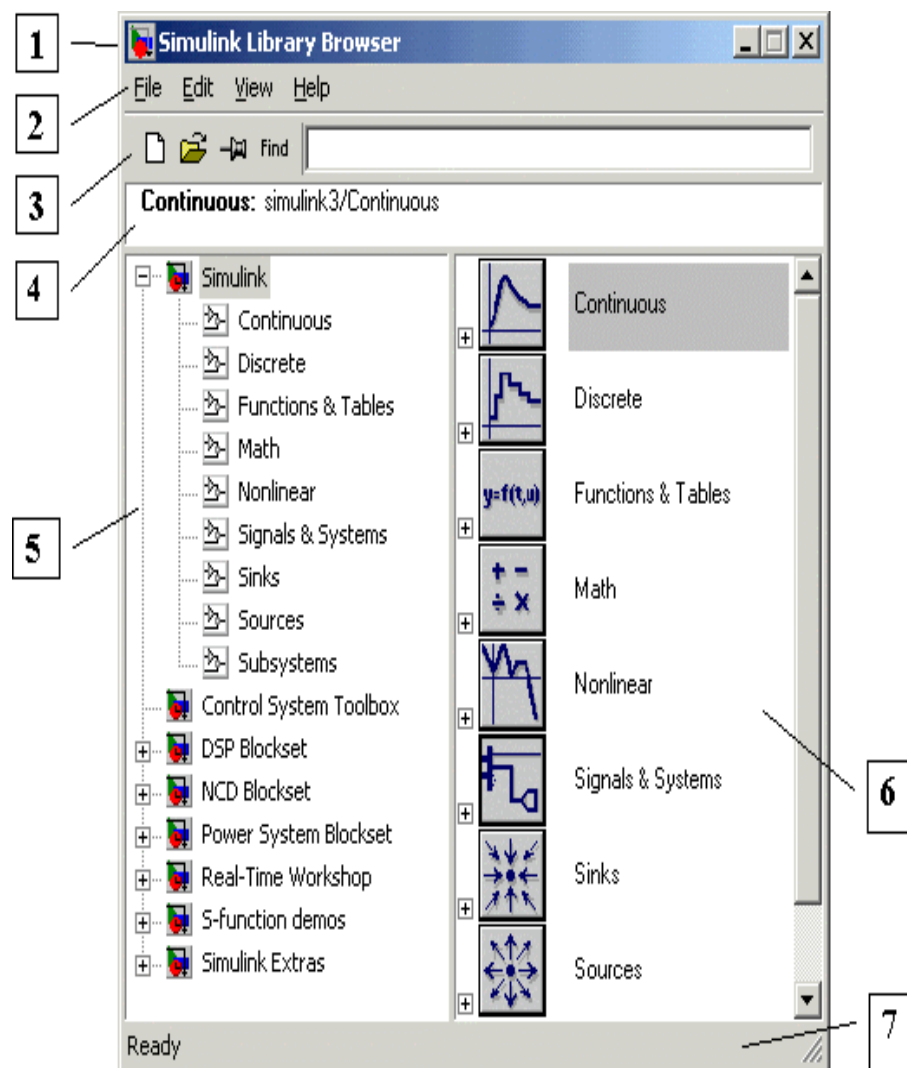 1
Simulink Library Browser
File Edit View Help
2
Find
3
Continuous: simulink3/Continuous
4
Simulink
Continuous
Discrete
Functions & Tables
Math
Nonlinear
Signals & Systems
Sinks
Sources
Subsystems
Control System Toolbox
DSP Blockset
NCD Blockset
Power System Blockset
Real-Time Workshop
S-function demos
Simulink Extras
5
Continuous
Discrete
y=f(t,u)
Functions & Tables
+ −
÷ ×
Math
Nonlinear
Signals & Systems
Sinks
Sources
6
Ready
7